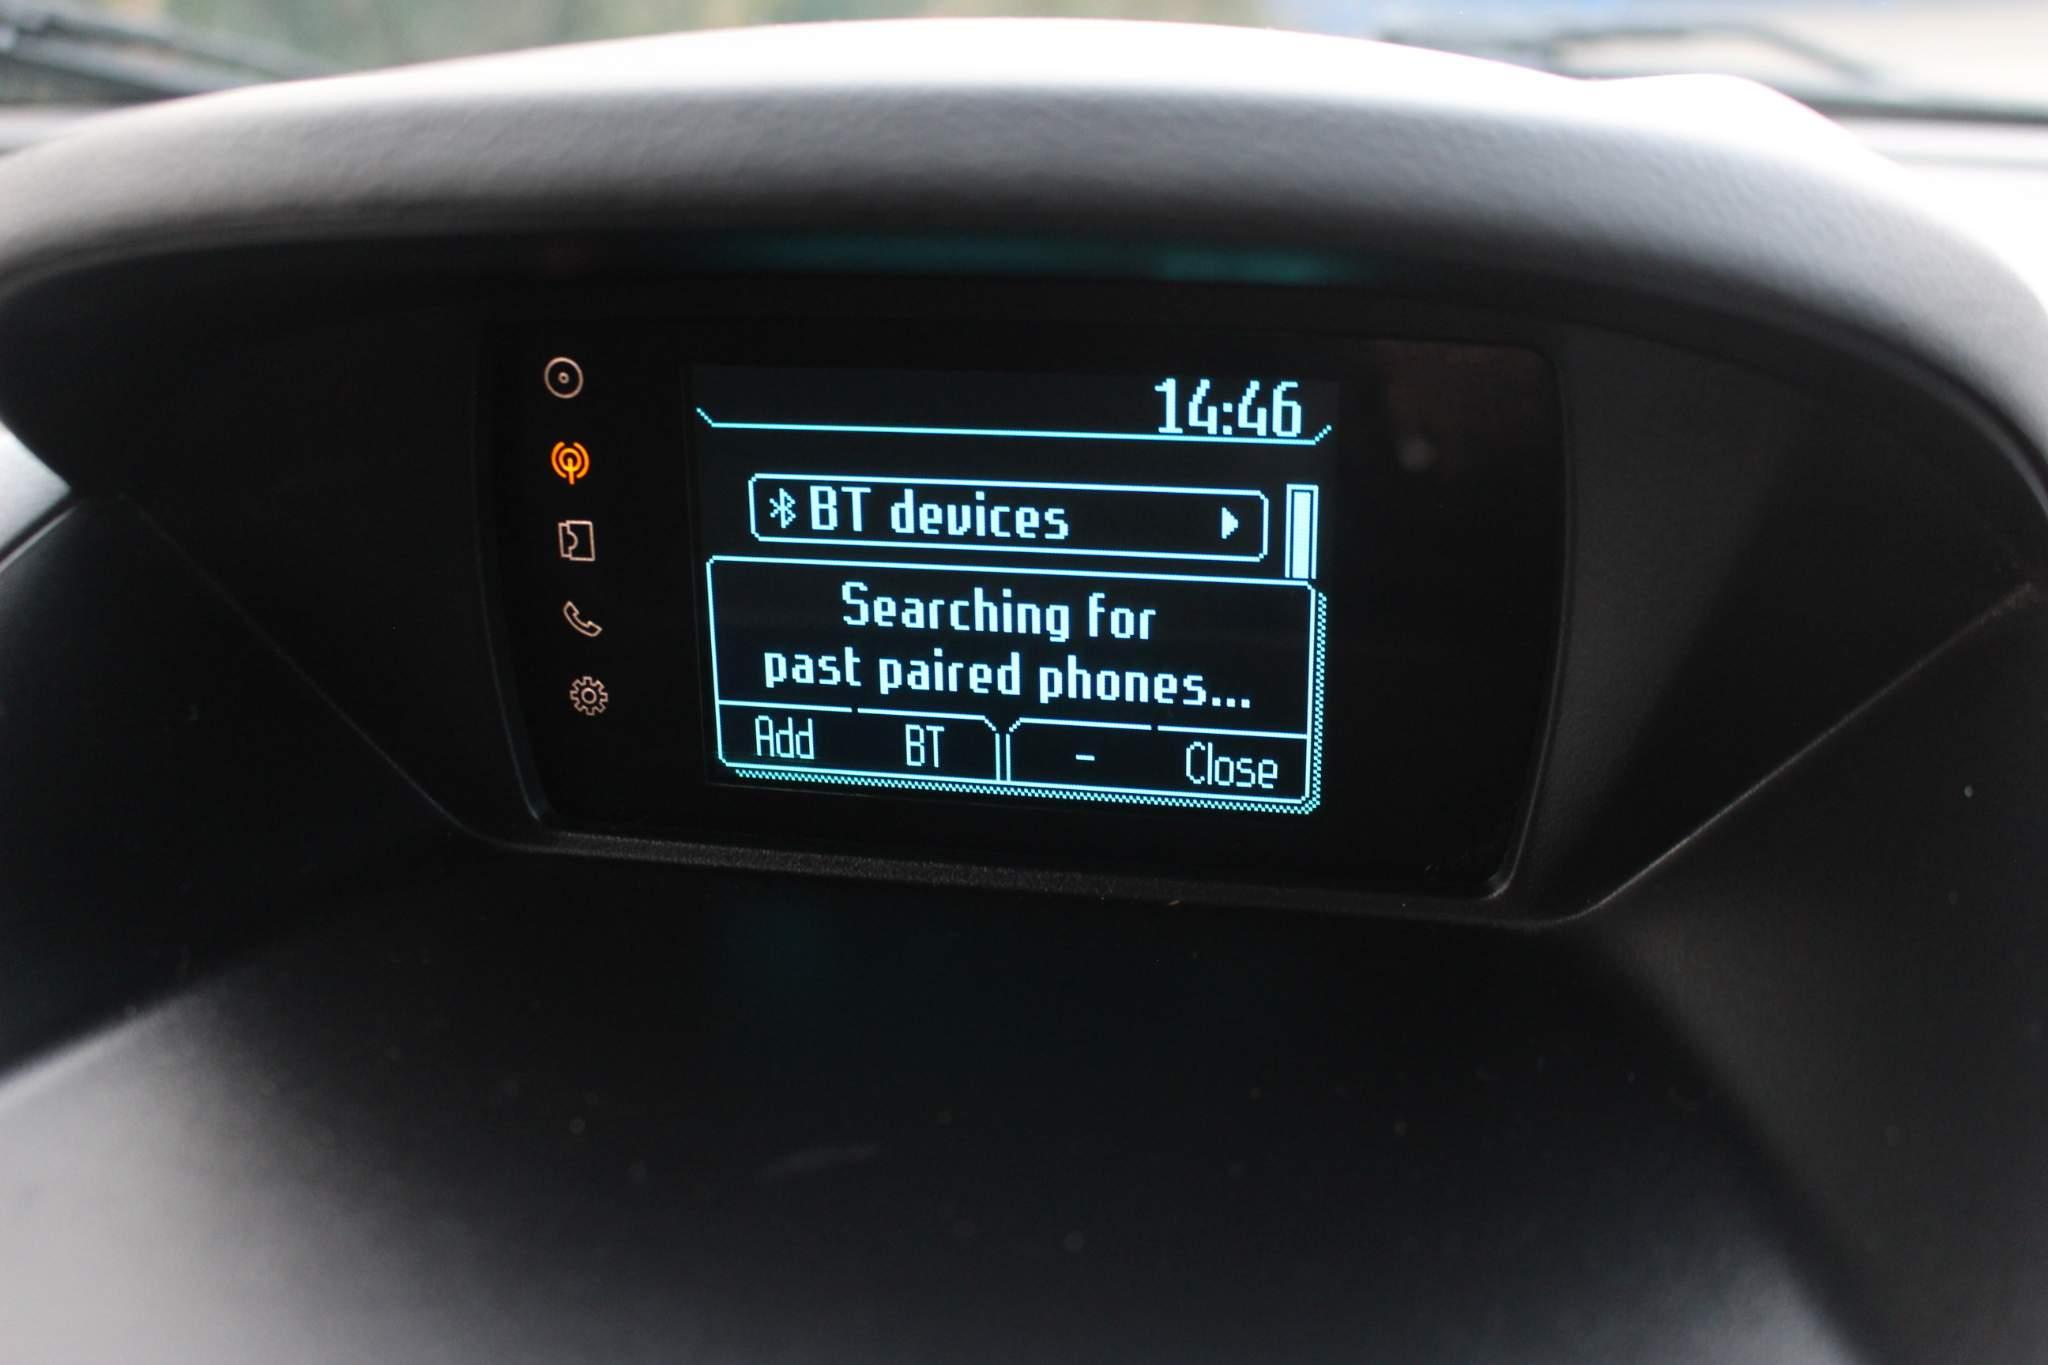 14:46
BT devices
Searching for
past paired phones...
Add BT - Close